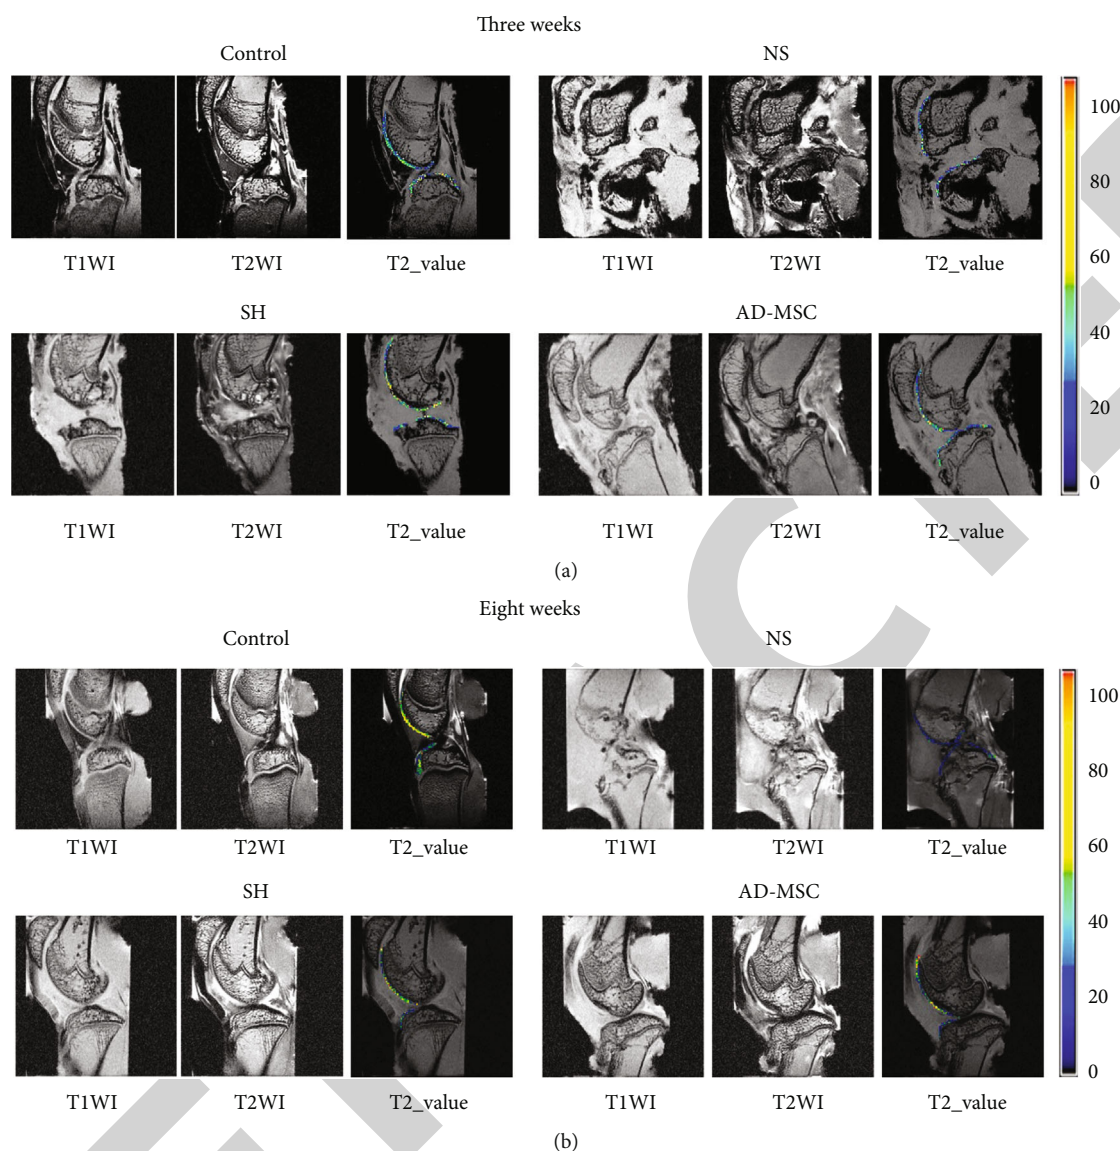 Three weeks
Control NS
T1WI T2WI T2_value T1WI T2WI T2_value
SH AD-MSC
T1WI T2WI T2_value T1WI T2WI T2_value
100
80
60
40
20
0
(a)
Eight weeks
Control NS
T1WI T2WI T2_value T1WI T2WI T2_value
SH AD-MSC
T1WI T2WI T2_value T1WI T2WI T2_value
100
80
60
40
20
0
(b)